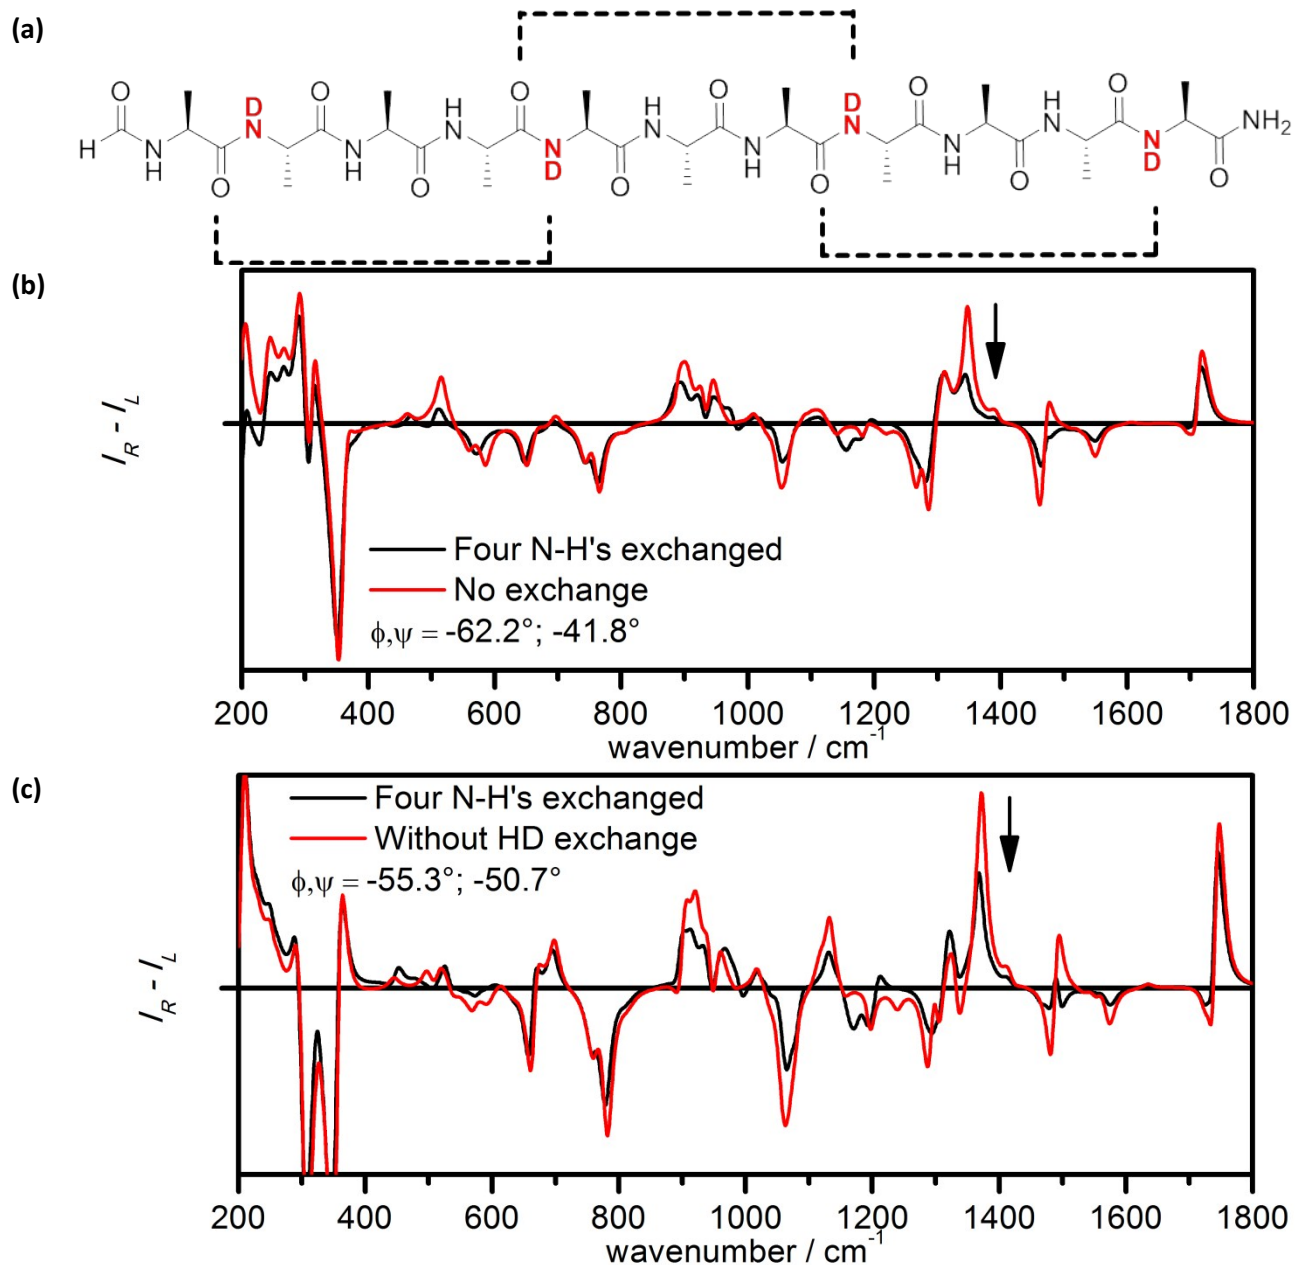 (a)
O D O H O O H O D O H O
H N N N N N N N N N N N NH2
H O H O D O H O H O H O D O
(b)
IR - IL
Four N-H's exchanged
No exchange
ϕ,ψ = -62.2°; -41.8°
200 400 600 800 1000 1200 1400 1600 1800
wavenumber / cm-1
(c)
IR - IL
Four N-H's exchanged
Without HD exchange
ϕ,ψ = -55.3°; -50.7°
200 400 600 800 1000 1200 1400 1600 1800
wavenumber / cm-1